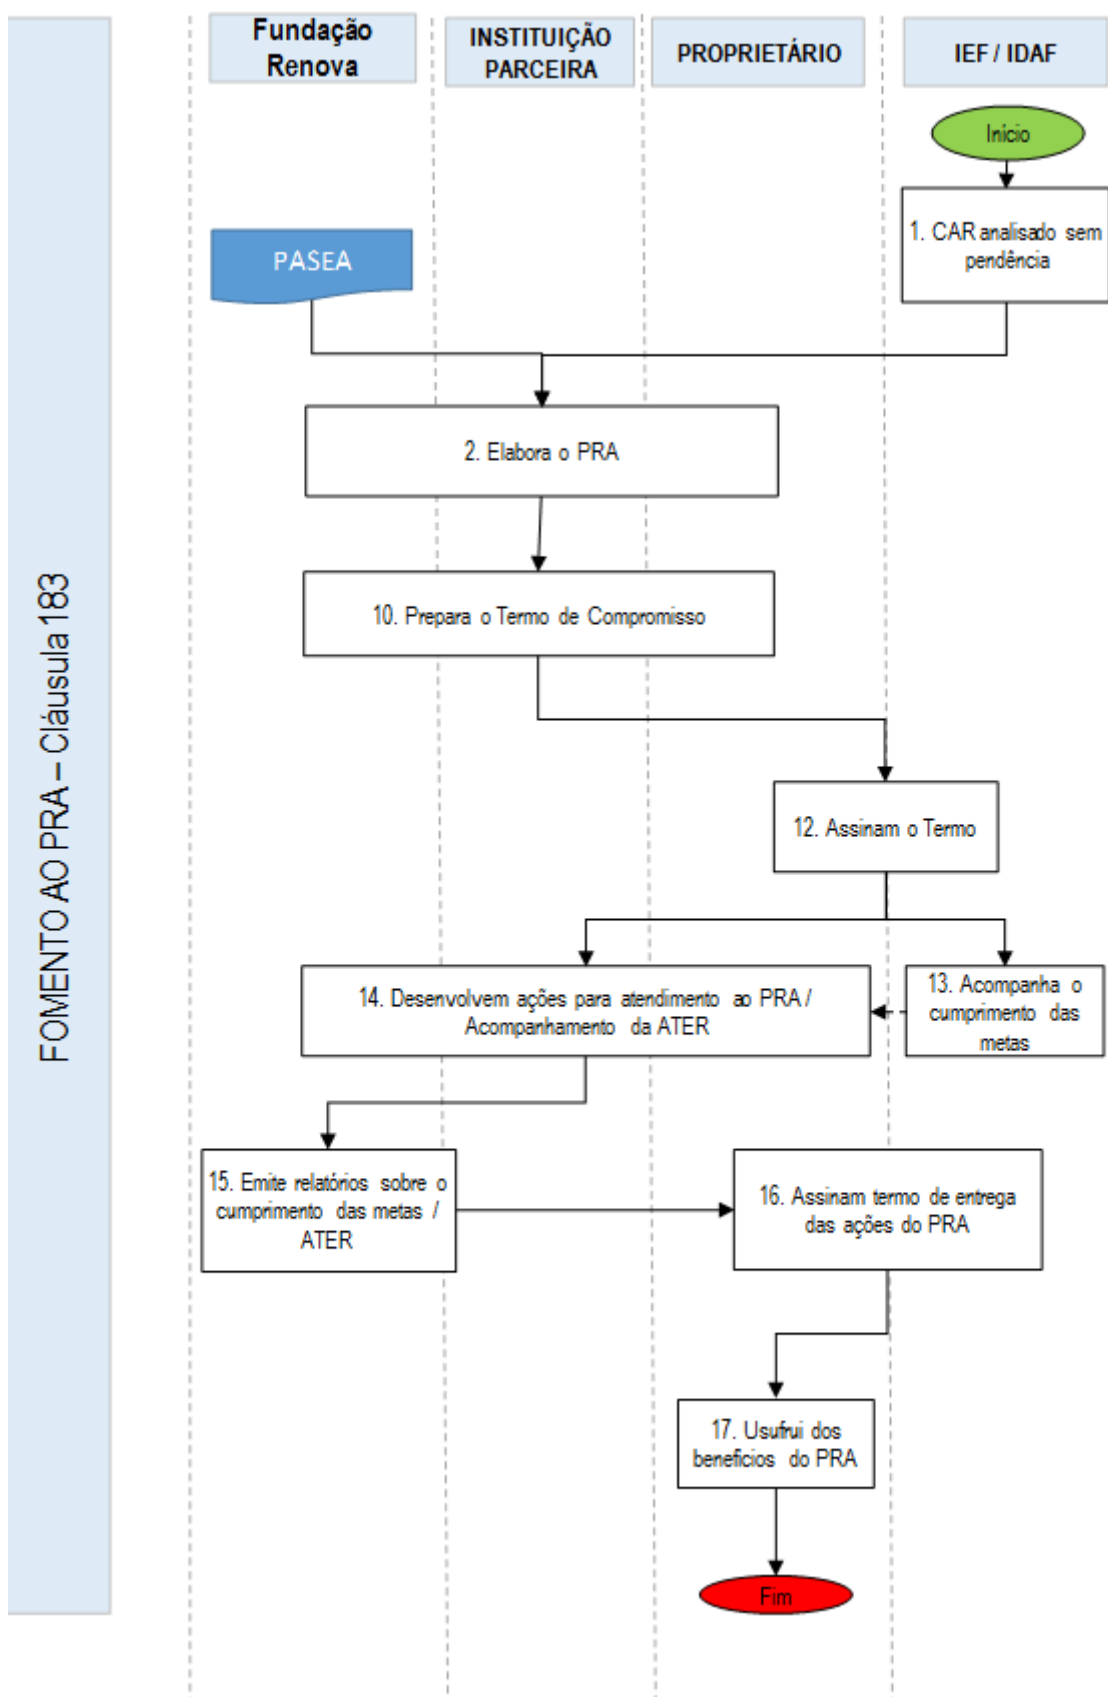 Fundação
Renova
INSTITUIÇÃO
PARCEIRA
PROPRIETÁRIO
IEF / IDAF
FOMENTO AO PRA – Cláusula 183
Início
1. CAR analisado sem
pendência
PASEA
2. Elabora o PRA
10. Prepara o Termo de Compromisso
12. Assinam o Termo
14. Desenvolvem ações para atendimento ao PRA /
Acompanhamento da ATER
13. Acompanha o
cumprimento das
metas
15. Emite relatórios sobre o
cumprimento das metas /
ATER
16. Assinam termo de entrega
das ações do PRA
17. Usufrui dos
benefícios do PRA
Fim